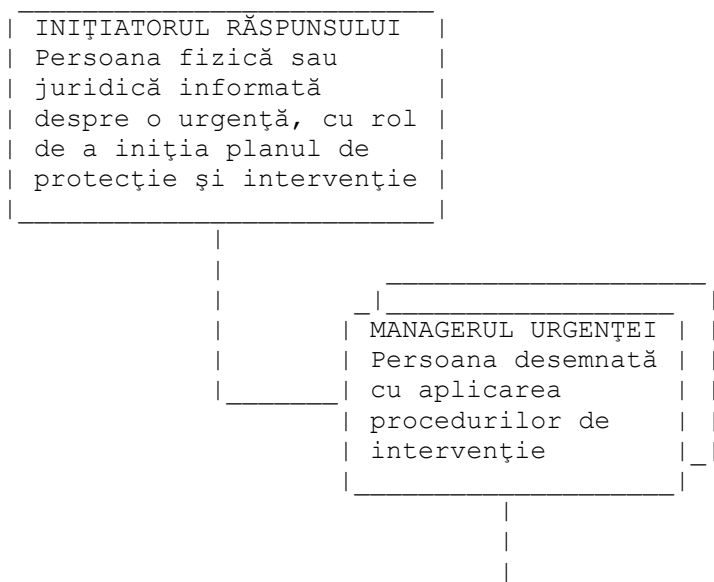 INIŢIATORUL RĂSPUNSULUI
Persoana fizică sau
juridică informată
despre o urgenţă, cu rol
de a iniţia planul de
protecţie şi intervenţie
MANAGERUL URGENŢEI
Persoana desemnată
cu aplicarea
procedurilor de
intervenţie